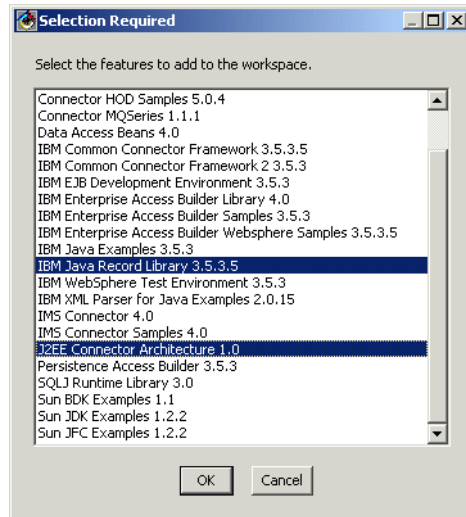 Selection Required
Select the features to add to the workspace.
Connector HOD Samples 5.0.4
Connector MQSeries 1.1.1
Data Access Beans 4.0
IBM Common Connector Framework 3.5.3.5
IBM Common Connector Framework 2 3.5.3
IBM EJB Development Environment 3.5.3
IBM Enterprise Access Builder Library 4.0
IBM Enterprise Access Builder Samples 3.5.3
IBM Enterprise Access Builder Websphere Samples 3.5.3.5
IBM Java Examples 3.5.3
IBM Java Record Library 3.5.3.5
IBM WebSphere Test Environment 3.5.3
IBM XML Parser for Java Examples 2.0.15
IMS Connector 4.0
IMS Connector Samples 4.0
J2EE Connector Architecture 1.0
Persistence Access Builder 3.5.3
SQLJ Runtime Library 3.0
Sun BDK Examples 1.1
Sun JDK Examples 1.2.2
Sun JFC Examples 1.2.2
OK Cancel